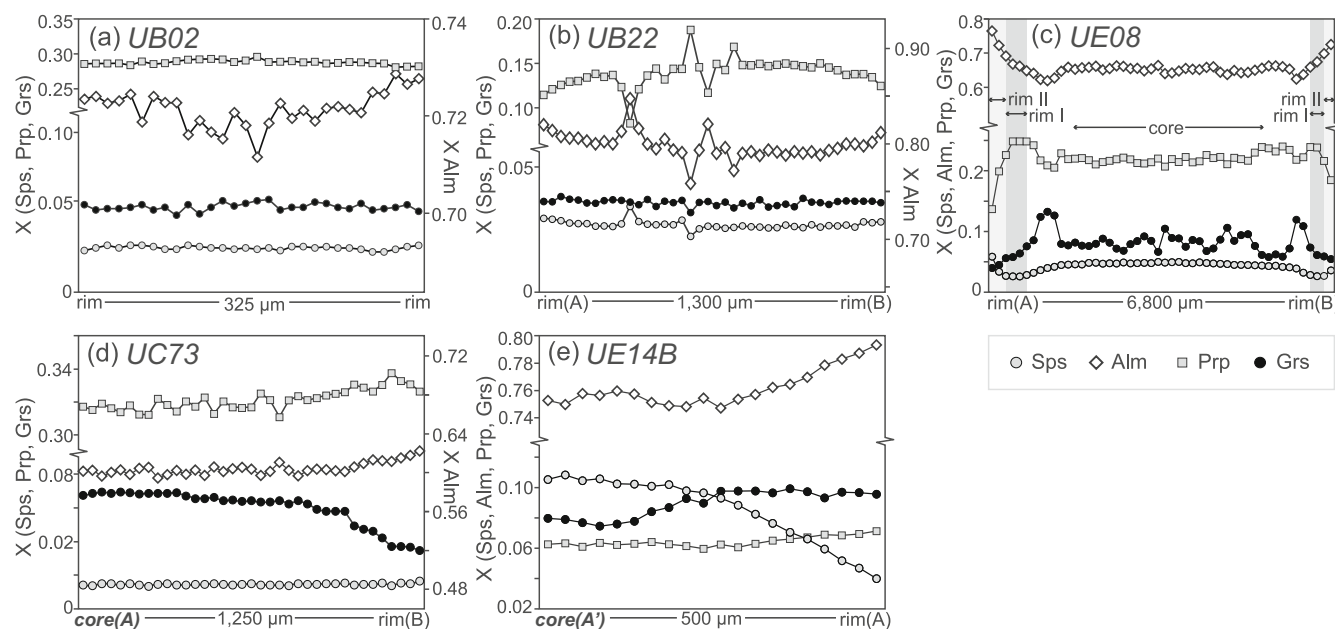 (a) UB02
X (Sps, Prp, Grs)
0.35
0.30
0.25
0.10
0.05
0
0.74
0.72
0.70
X Alm
rim 325 µm rim
(b) UB22
X (Sps, Prp, Grs)
0.20
0.15
0.10
0.05
0
0.90
0.80
0.70
X Alm
rim(A) 1,300 µm rim(B)
(c) UE08
X (Sps, Alm, Prp, Grs)
0.8
0.7
0.6
0.2
0.1
0
rim II
rim I
core
rim II
rim I
rim(A) 6,800 µm rim(B)
(d) UC73
X (Sps, Prp, Grs)
0.34
0.30
0.08
0.02
0
0.72
0.64
0.56
0.48
X Alm
core(A) 1,250 µm rim(B)
(e) UE14B
X (Sps, Alm, Prp, Grs)
0.80
0.78
0.76
0.74
0.10
0.06
0.02
core(A') 500 µm rim(A)
Sps Alm Prp Grs